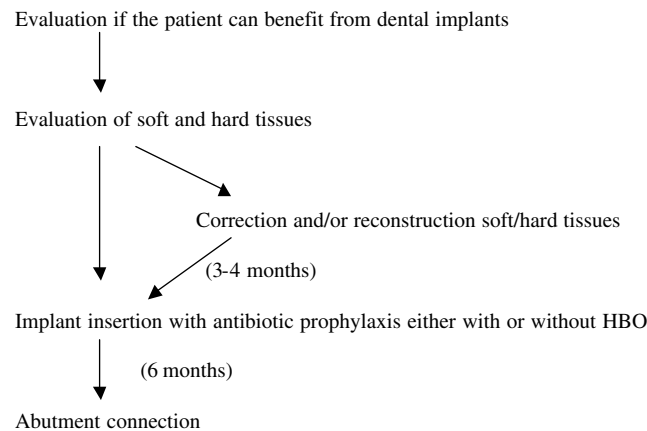 Evaluation if the patient can benefit from dental implants
Evaluation of soft and hard tissues
Correction and/or reconstruction soft/hard tissues
(3-4 months)
Implant insertion with antibiotic prophylaxis either with or without HBO
(6 months)
Abutment connection